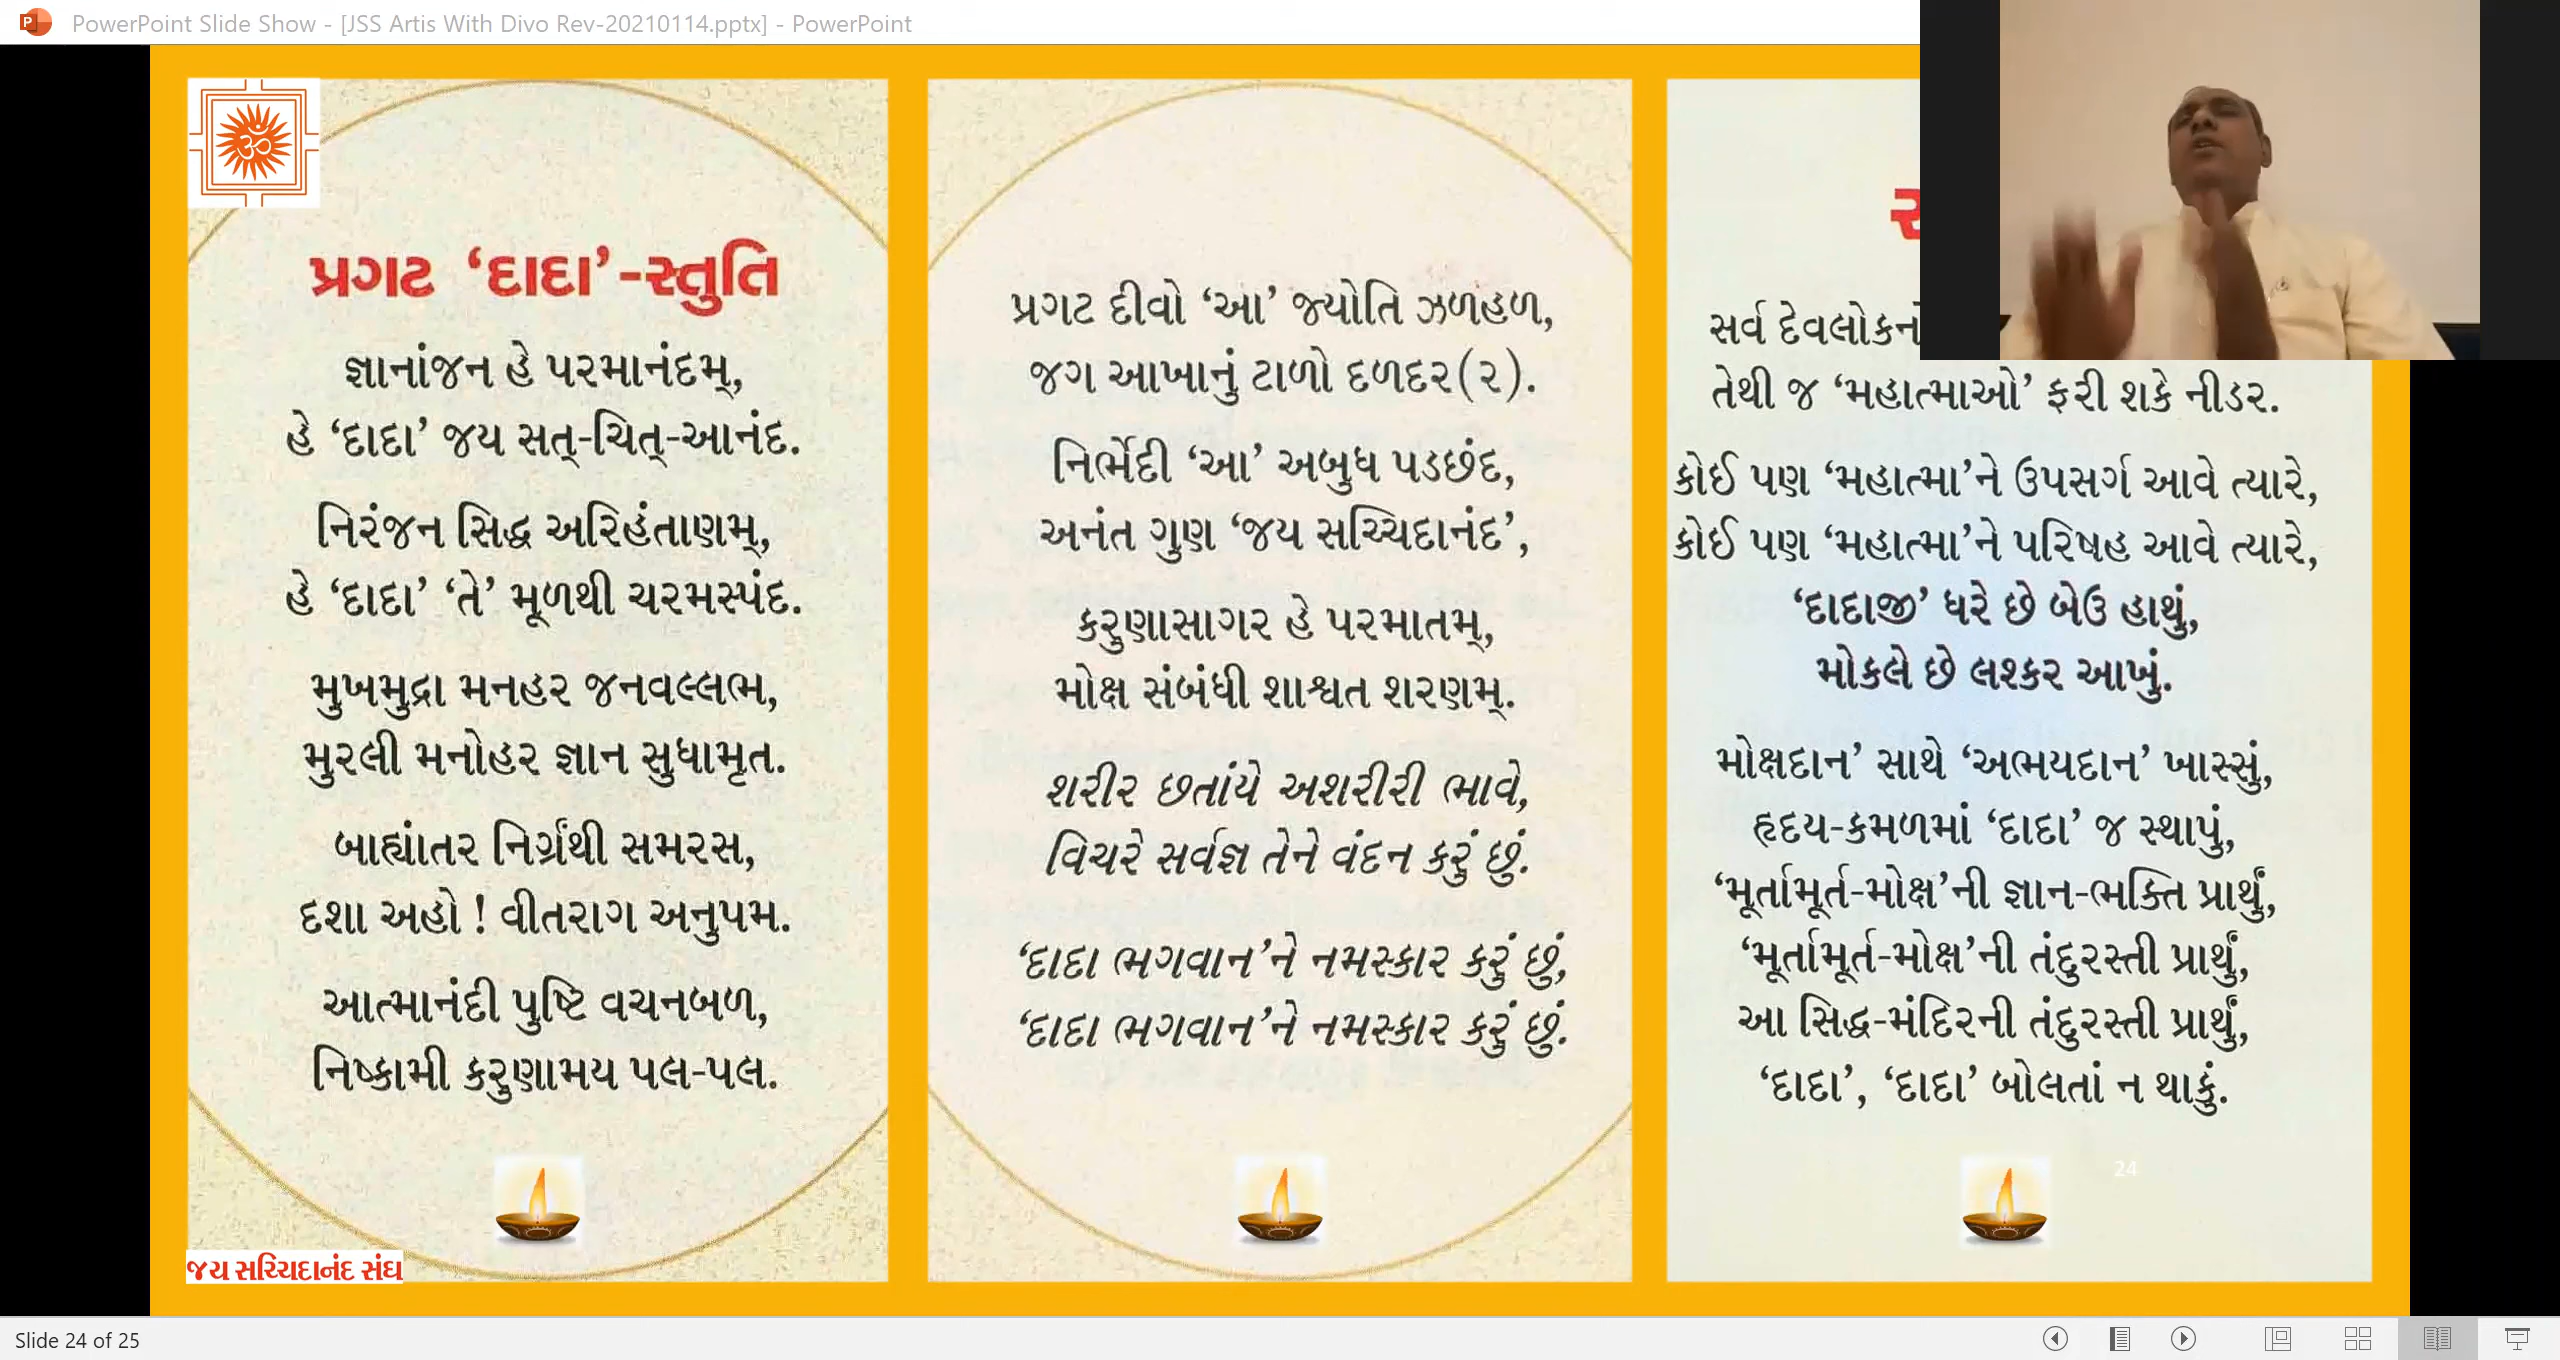 PowerPoint Slide Show - [JSS Artis With Divo Rev-20210114.pptx] - PowerPoint
પ્રગટ ‘દાદા’-સ્તુતિ
જ્ઞાનાંજન હે પરમાનંદમ્,
હે ‘દાદા’ જય સત્-ચિત્-આનંદ.
નિરંજન સિદ્ધ અરિહંતાણમ્,
હે ‘દાદા’ ‘તે’ મૂળથી ચરમસ્પંદ.
મુખમુદ્રા મનહર જનવલ્લભ,
મુરલી મનોહર જ્ઞાન સુધામૃત.
બાહ્યાંતર નિર્ગ્રંથી સમરસ,
દશા અહો ! વીતરાગ અનુપમ.
આત્માનંદી પુષ્ટિ વચનબળ,
નિષ્કામી કરુણામય પલ-પલ.
જય સચ્ચિદાનંદ સંઘ
પ્રગટ દીવો ‘આ’ જ્યોતિ ઝળહળ,
જગ આખાનું ટાળો દળદર(૨).
નિર્ભેદી ‘આ’ અબુધ પડછંદ,
અનંત ગુણ ‘જય સચ્ચિદાનંદ’,
કરુણાસાગર હે પરમાતમ્,
મોક્ષ સંબંધી શાશ્વત શરણમ્.
શરીર છતાંયે અશરીરી ભાવે,
વિચરે સર્વજ્ઞ તેને વંદન કરું છું.
‘દાદા ભગવાન’ને નમસ્કાર કરું છું,
‘દાદા ભગવાન’ને નમસ્કાર કરું છું.
સર્વ
તેથી જ ‘મહાત્માઓ’ ફરી શકે નીડર.
કોઈ પણ ‘મહાત્મા’ને ઉપસર્ગ આવે ત્યારે,
કોઈ પણ ‘મહાત્મા’ને પરિષહ આવે ત્યારે,
‘દાદાજી’ ધરે છે બેઉ હાથું,
મોકલે છે લશ્કર આખું.
મોક્ષદાન’ સાથે ‘અભયદાન’ ખાસ્સું,
હૃદય-કમળમાં ‘દાદા’ જ સ્થાપું,
‘મૂર્તામૂર્ત-મોક્ષ’ની જ્ઞાન-ભક્તિ પ્રાર્થું,
‘મૂર્તામૂર્ત-મોક્ષ’ની તંદુરસ્તી પ્રાર્થું,
આ સિદ્ધ-મંદિરની તંદુરસ્તી પ્રાર્થું,
‘દાદા’, ‘દાદા’ બોલતાં ન થાકું.
24
Slide 24 of 25